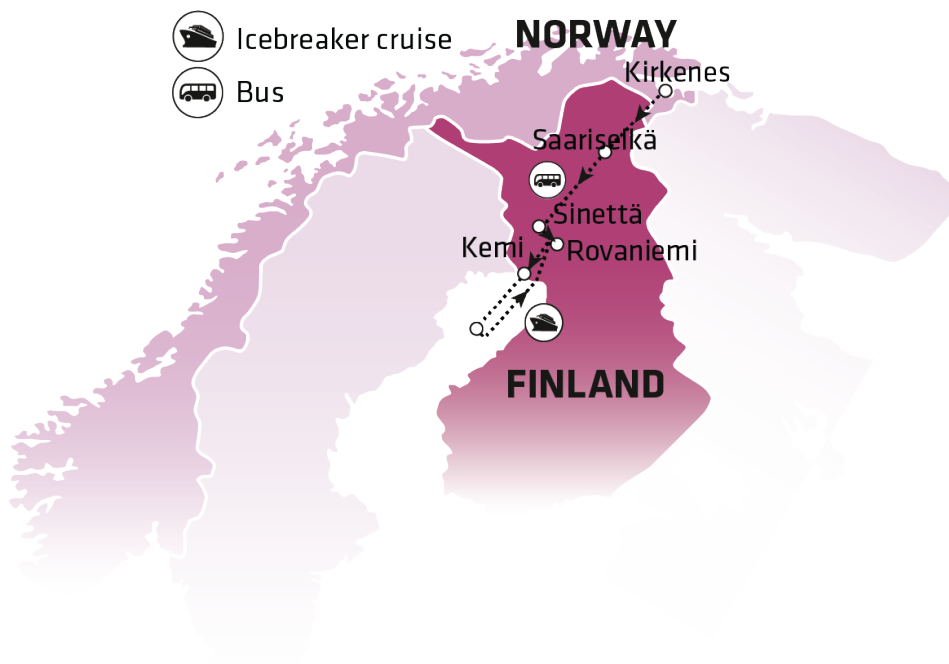 Icebreaker cruise
Bus
NORWAY
Kirkenes
Saariselkä
Sinettä
Kemi
Rovaniemi
FINLAND